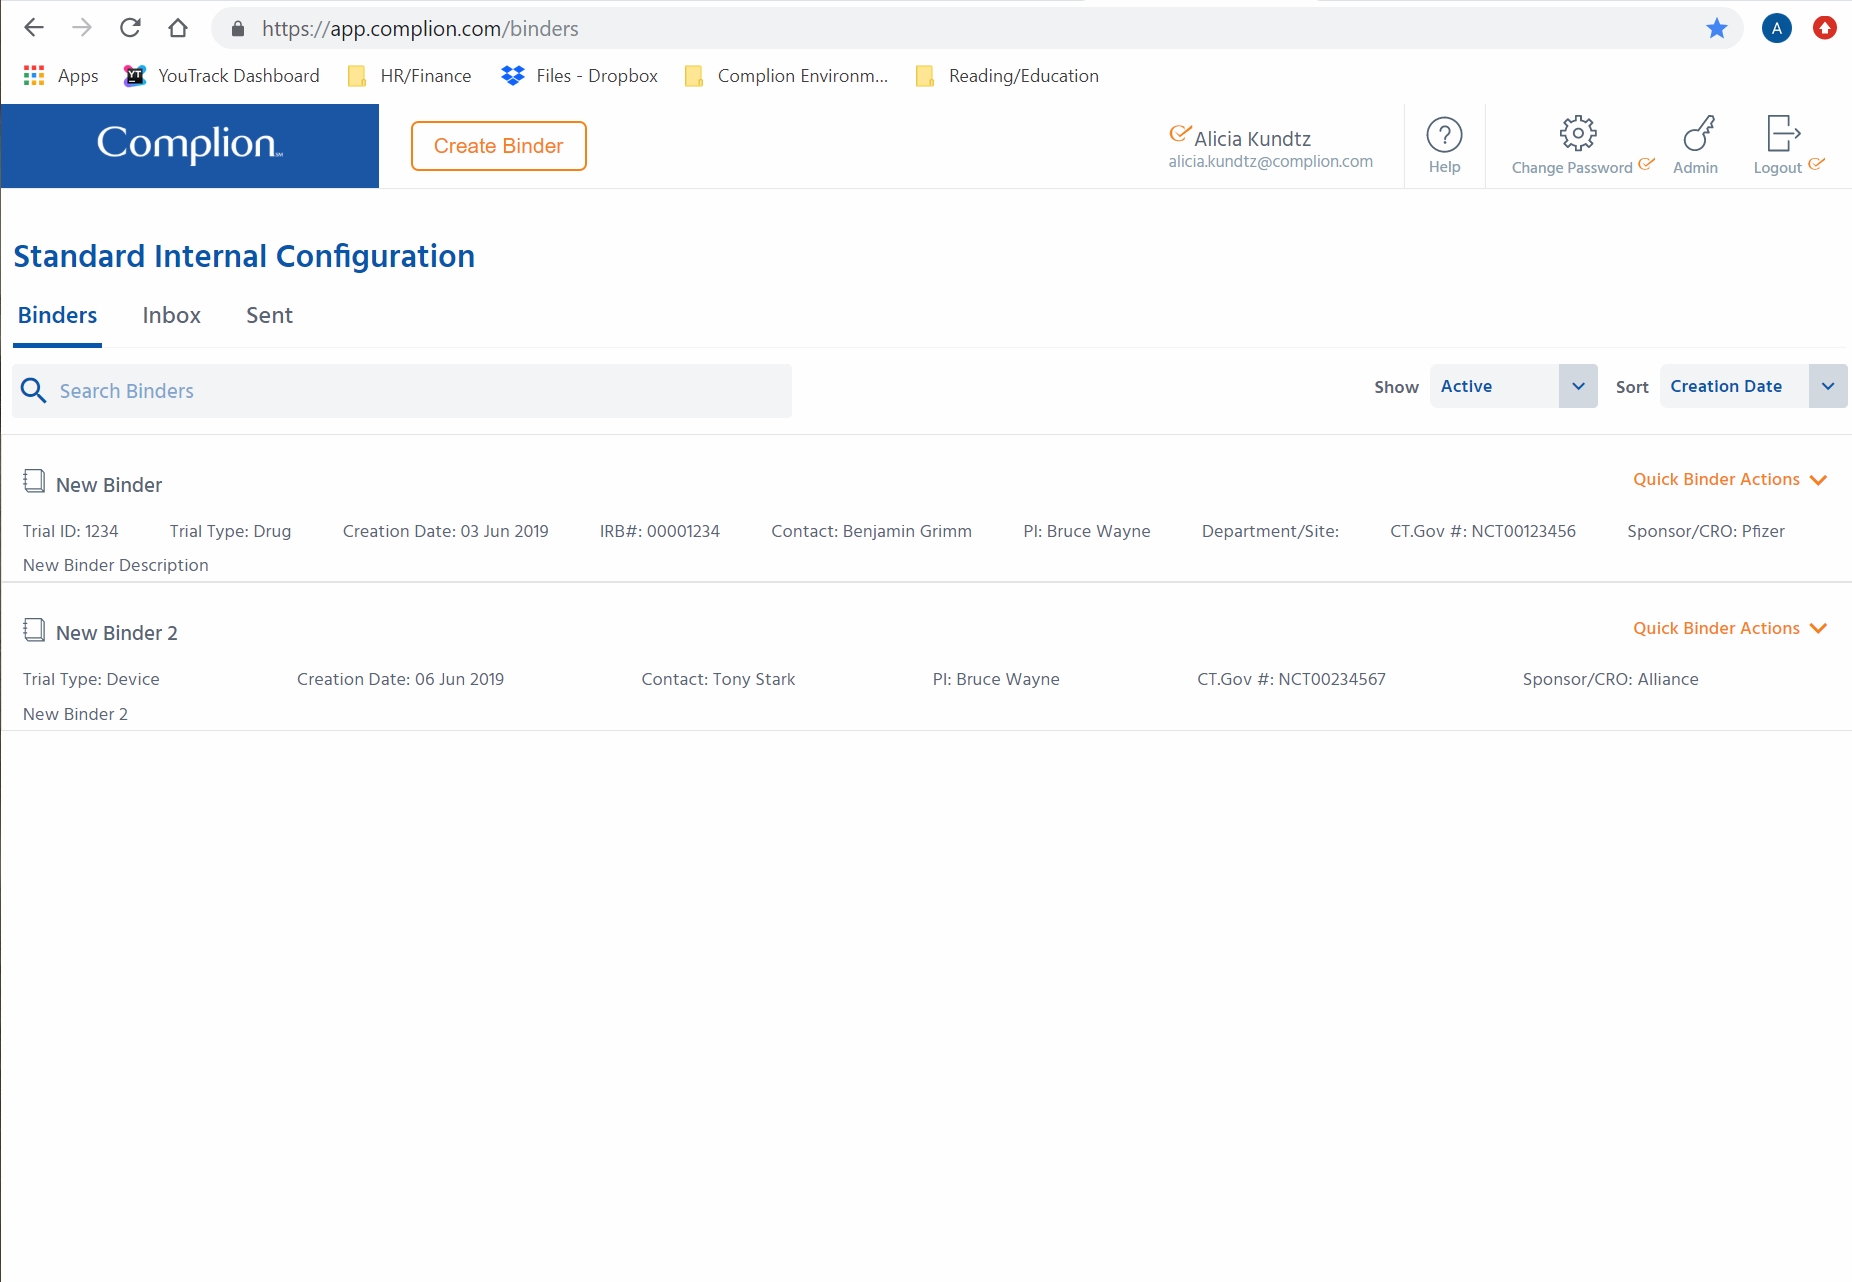 https://app.complion.com/binders
A
Apps YouTrack Dashboard HR/Finance Files - Dropbox Complion Environm... Reading/Education
Complion
Create Binder
Alicia Kundtz
alicia.kundtz@complion.com
Help
Change Password
Admin
Logout
Standard Internal Configuration
Binders Inbox Sent
Search Binders
Show Active Sort Creation Date
New Binder Quick Binder Actions
Trial ID: 1234 Trial Type: Drug Creation Date: 03 Jun 2019 IRB#: 00001234 Contact: Benjamin Grimm PI: Bruce Wayne Department/Site: CT.Gov #: NCT00123456 Sponsor/CRO: Pfizer
New Binder Description
New Binder 2 Quick Binder Actions
Trial Type: Device Creation Date: 06 Jun 2019 Contact: Tony Stark PI: Bruce Wayne CT.Gov #: NCT00234567 Sponsor/CRO: Alliance
New Binder 2